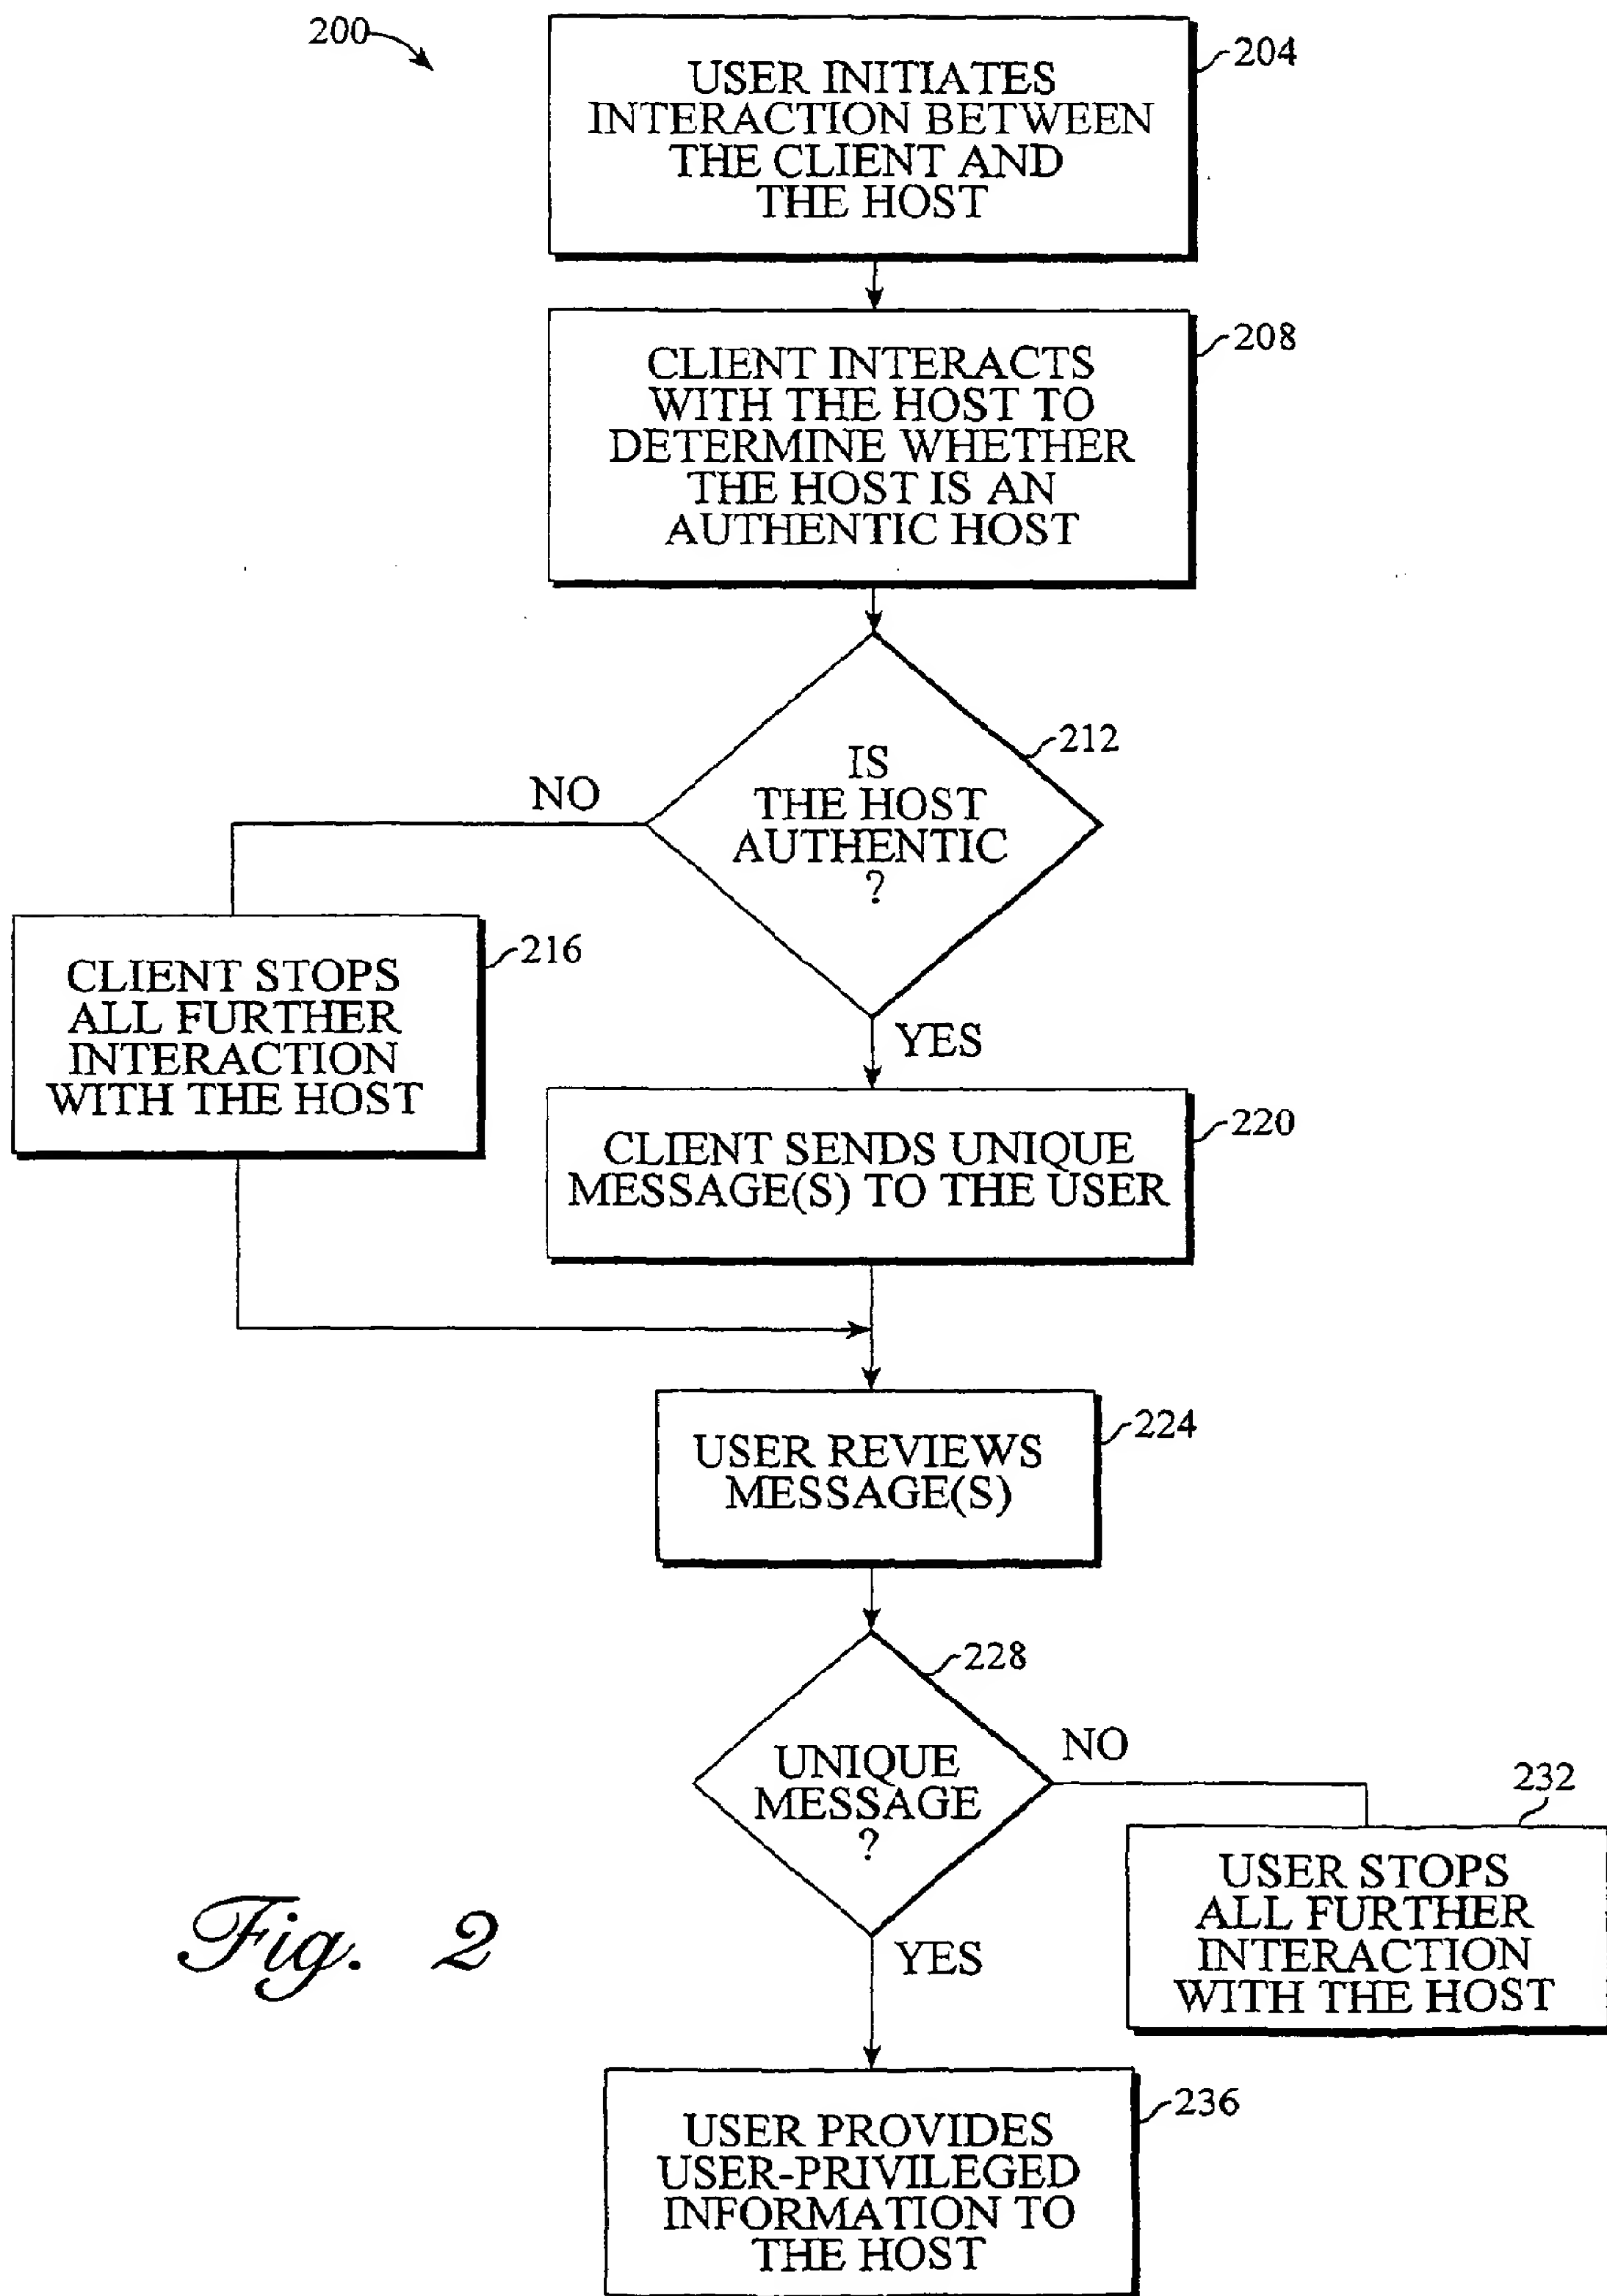 200
204
USER INITIATES
INTERACTION BETWEEN
THE CLIENT AND
THE HOST
208
CLIENT INTERACTS
WITH THE HOST TO
DETERMINE WHETHER
THE HOST IS AN
AUTHENTIC HOST
212
IS
THE HOST
AUTHENTIC
?
NO
YES
216
CLIENT STOPS
ALL FURTHER
INTERACTION
WITH THE HOST
220
CLIENT SENDS UNIQUE
MESSAGE(S) TO THE USER
224
USER REVIEWS
MESSAGE(S)
228
UNIQUE
MESSAGE
?
NO
YES
232
USER STOPS
ALL FURTHER
INTERACTION
WITH THE HOST
236
USER PROVIDES
USER-PRIVILEGED
INFORMATION TO
THE HOST
Fig. 2